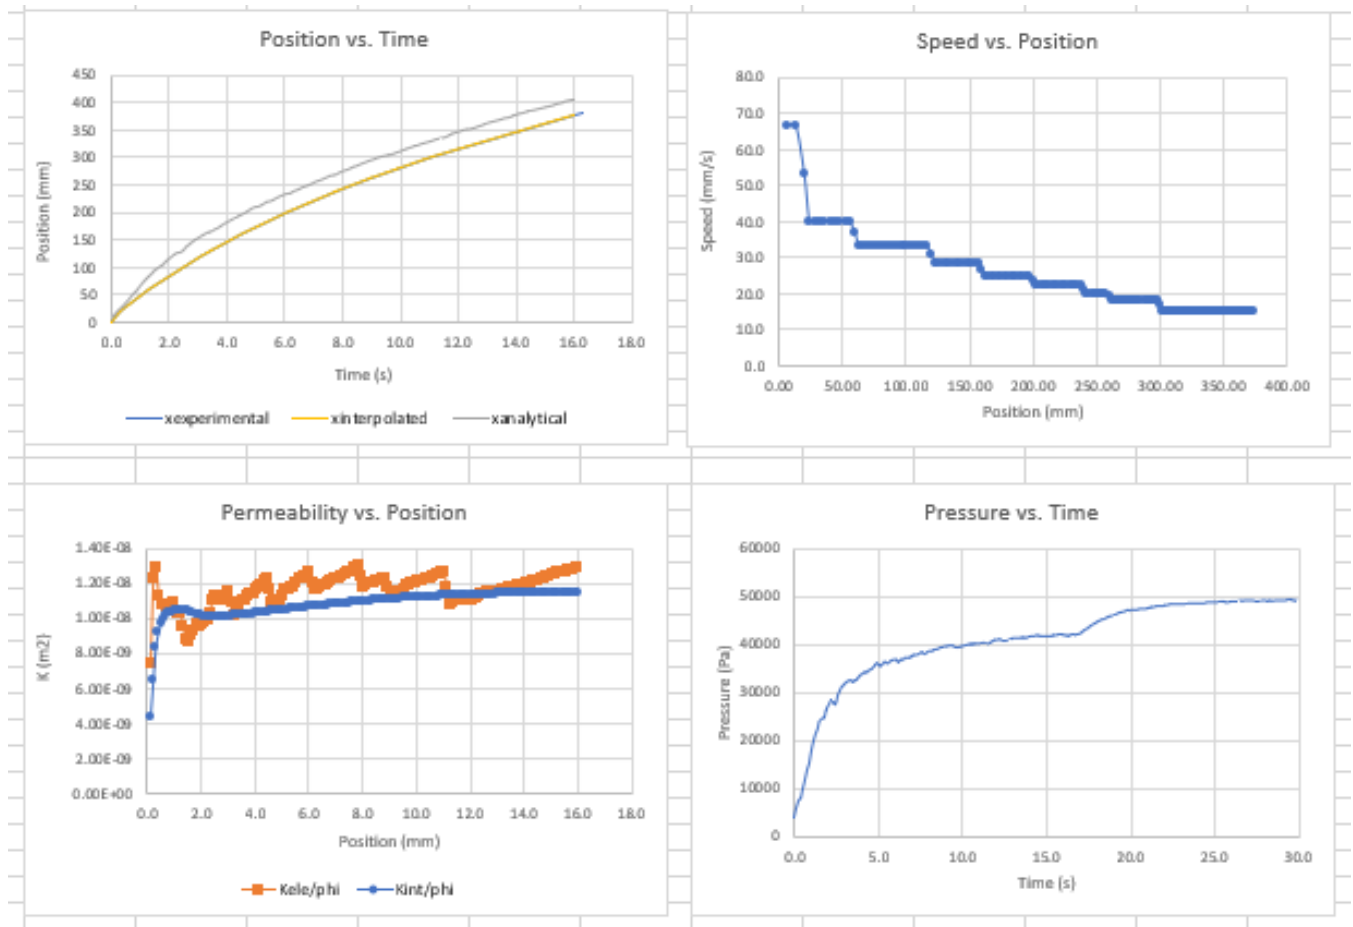 Position vs. Time
450
400
350
300
250
200
150
100
50
0
Position (mm)
0.0 2.0 4.0 6.0 8.0 10.0 12.0 14.0 16.0 18.0
Time (s)
xexperimental xinterpolated xanalytical
Speed vs. Position
80.0
70.0
60.0
50.0
40.0
30.0
20.0
10.0
0.0
Speed (mm/s)
0.00 50.00 100.00 150.00 200.00 250.00 300.00 350.00 400.00
Position (mm)
Permeability vs. Position
1.40E-08
1.20E-08
1.00E-08
8.00E-09
6.00E-09
4.00E-09
2.00E-09
0.00E+00
K (m2)
0.0 2.0 4.0 6.0 8.0 10.0 12.0 14.0 16.0 18.0
Position (mm)
Kele/phi Kint/phi
Pressure vs. Time
60000
50000
40000
30000
20000
10000
0
Pressure (Pa)
0.0 5.0 10.0 15.0 20.0 25.0 30.0
Time (s)